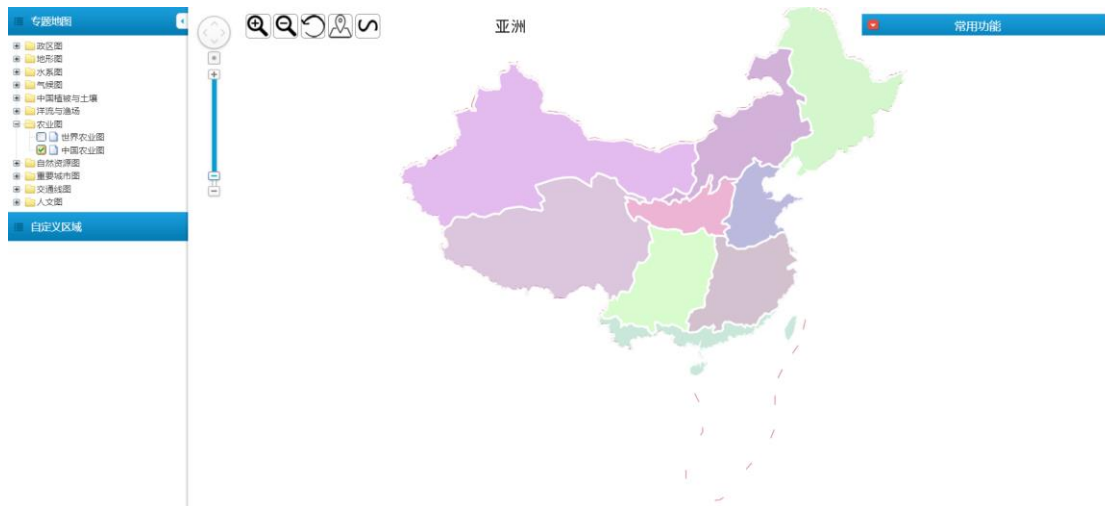 专题地图
政区图
地形图
水系图
气候图
中国植被与土壤
洋流与渔场
农业图
世界农业图
中国农业图
自然资源图
重要城市图
交通线图
人文图
自定义区域
亚洲
常用功能